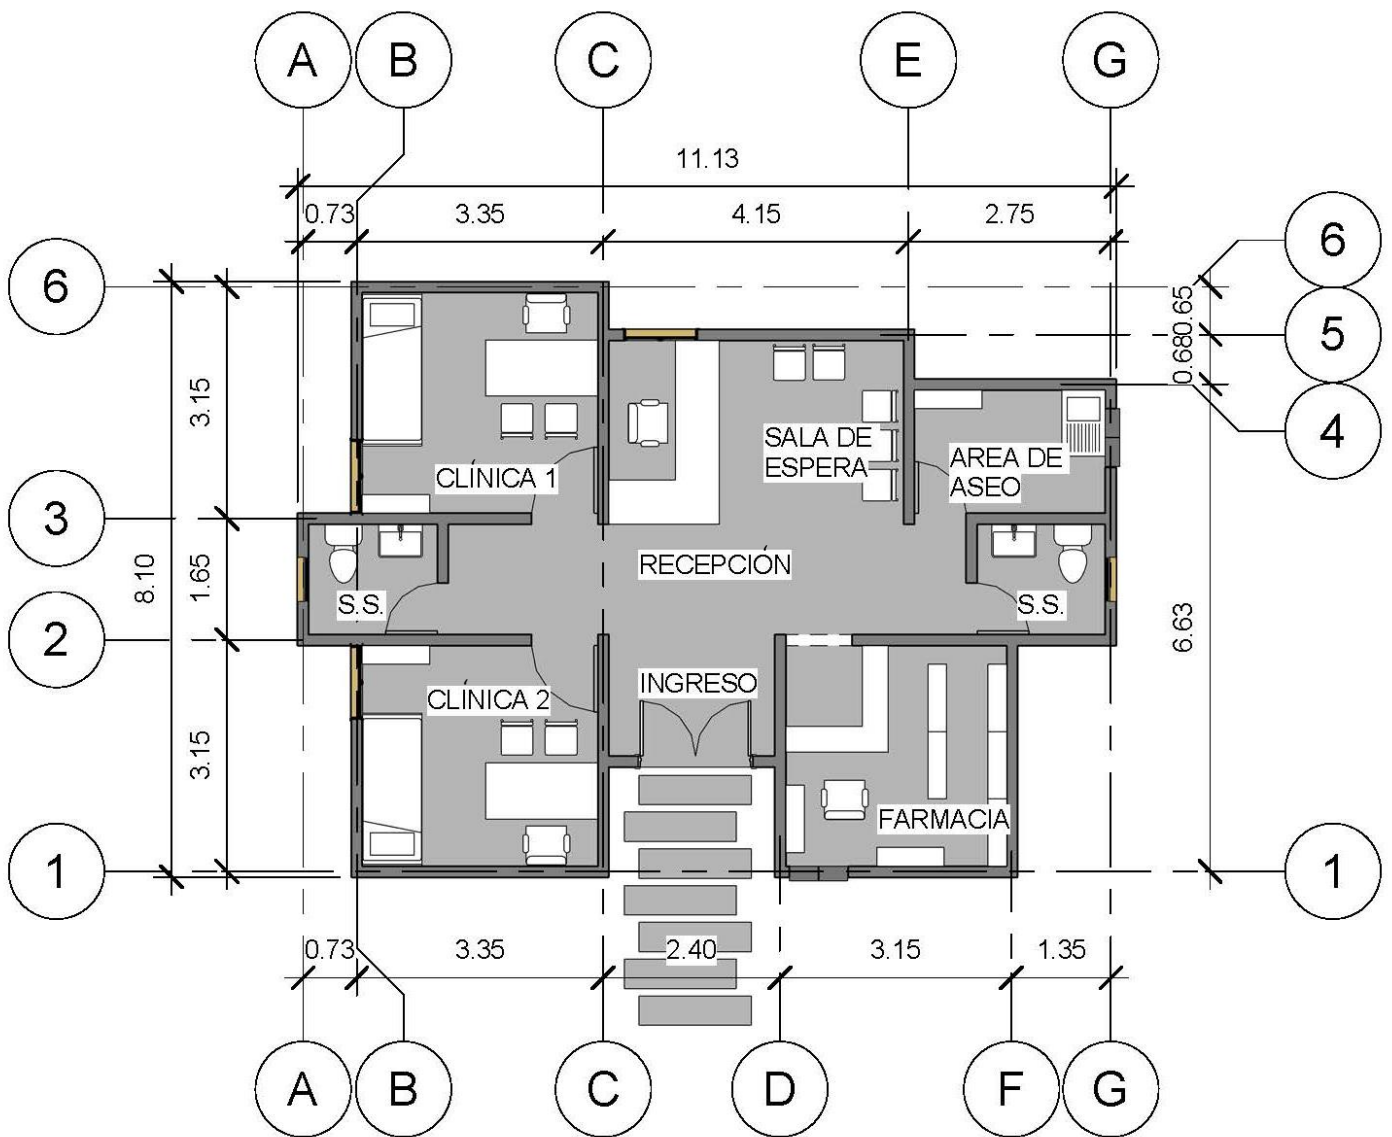 A B C E G
11.13
0.73 3.35 4.15 2.75
6
6
0.65
5
0.68
4
3.15
CLÍNICA 1
SALA DE
ESPERA
AREA DE
ASEO
3
8.10
1.65
RECEPCIÓN
S.S.
S.S.
2
6.63
3.15
CLÍNICA 2
INGRESO
FARMACIA
1
1
0.73 3.35 2.40 3.15 1.35
A B C D F G